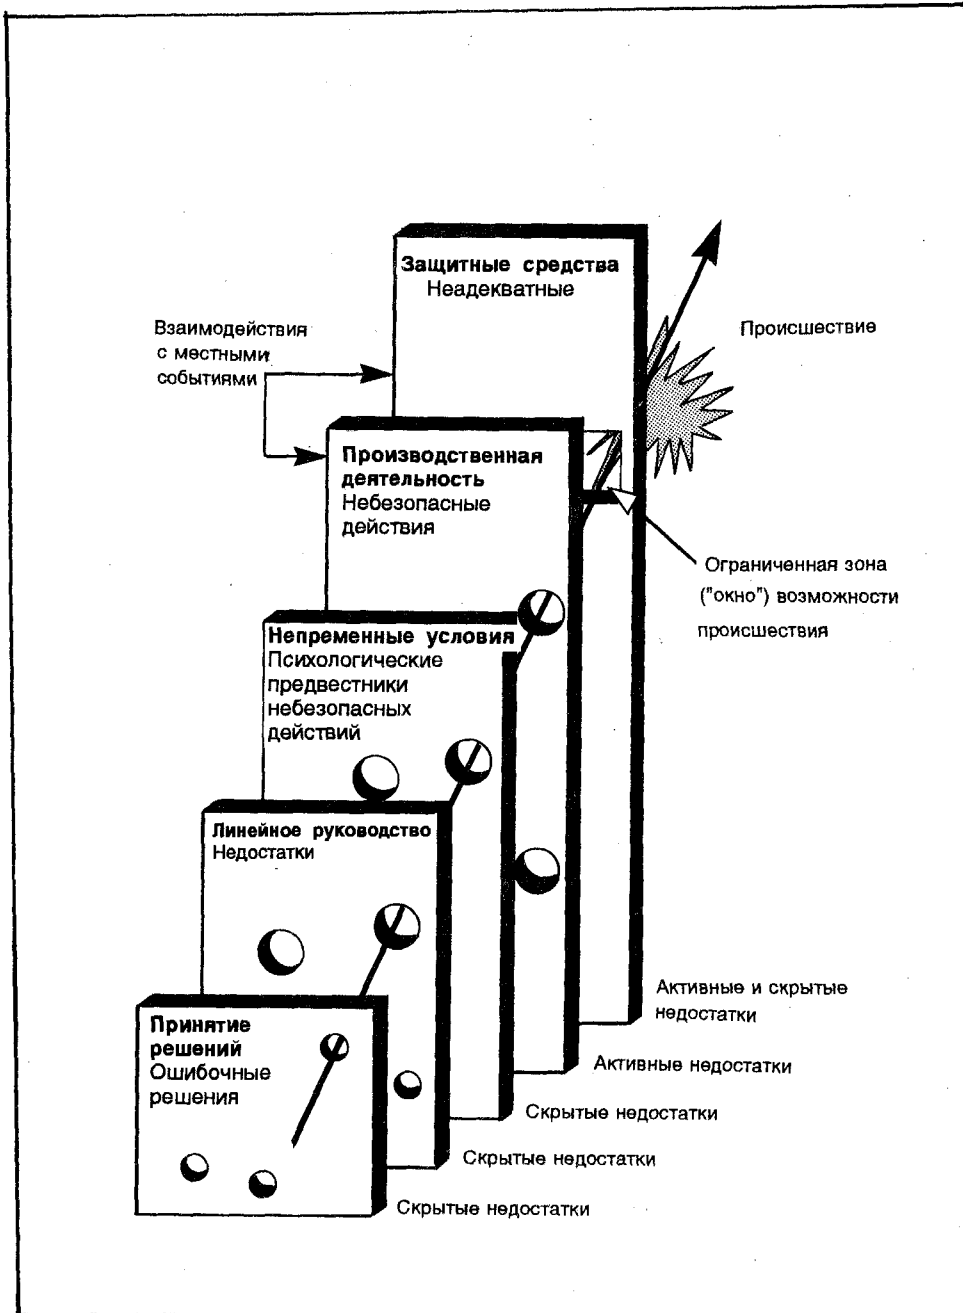 Защитные средства
Неадекватные
Взаимодействия
с местными
событиями
Происшествие
Производственная
деятельность
Небезопасные
действия
Ограниченная зона
("окно") возможности
происшествия
Непременные условия
Психологические
предвестники
небезопасных
действий
Линейное руководство
Недостатки
Принятие
решений
Ошибочные
решения
Активные и скрытые
недостатки
Активные недостатки
Скрытые недостатки
Скрытые недостатки
Скрытые недостатки